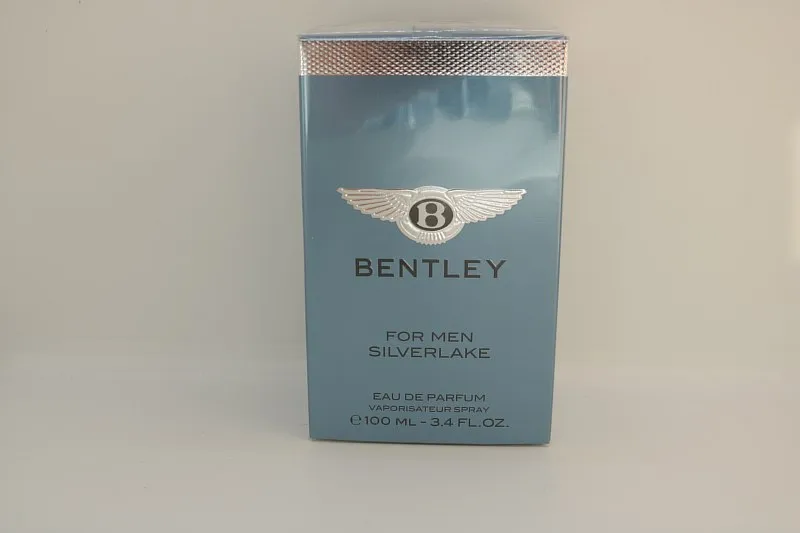 B
BENTLEY
FOR MEN
SILVERLAKE
EAU DE PARFUM
VAPORISATEUR SPRAY
℮100 ML - 3.4 FL.OZ.